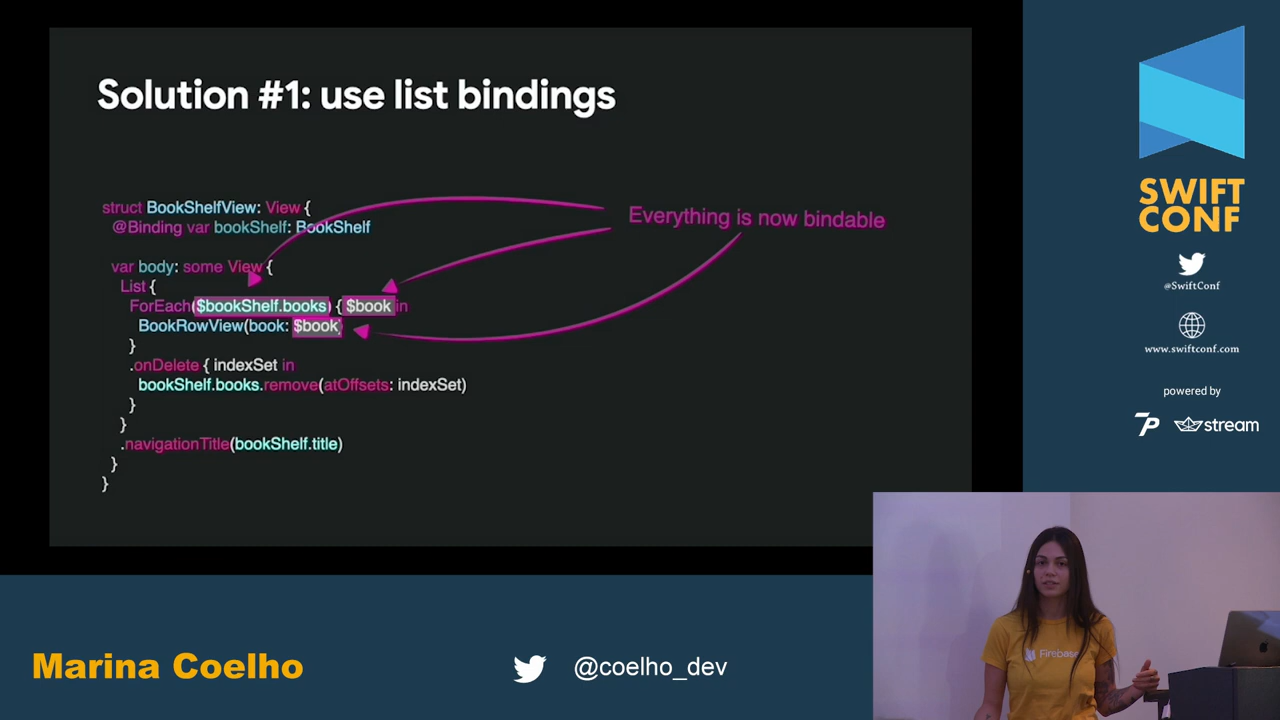 Solution #1: use list bindings
struct BookShelfView: View {
@Binding var bookShelf: BookShelf
Everything is now bindable
var body: some View {
List {
ForEach($bookShelf.books) { $book in
BookRowView(book: $book)
}
.onDelete { indexSet in
bookShelf.books.remove(atOffsets: indexSet)
}
}
.navigationTitle(bookShelf.title)
}
}
SWIFT
CONF
@SwiftConf
www.swiftconf.com
powered by
7P
stream
Firebase
Marina Coelho
@coelho_dev